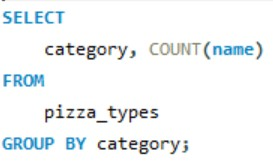 SELECT
    category, COUNT(name)
FROM
    pizza_types
GROUP BY category;